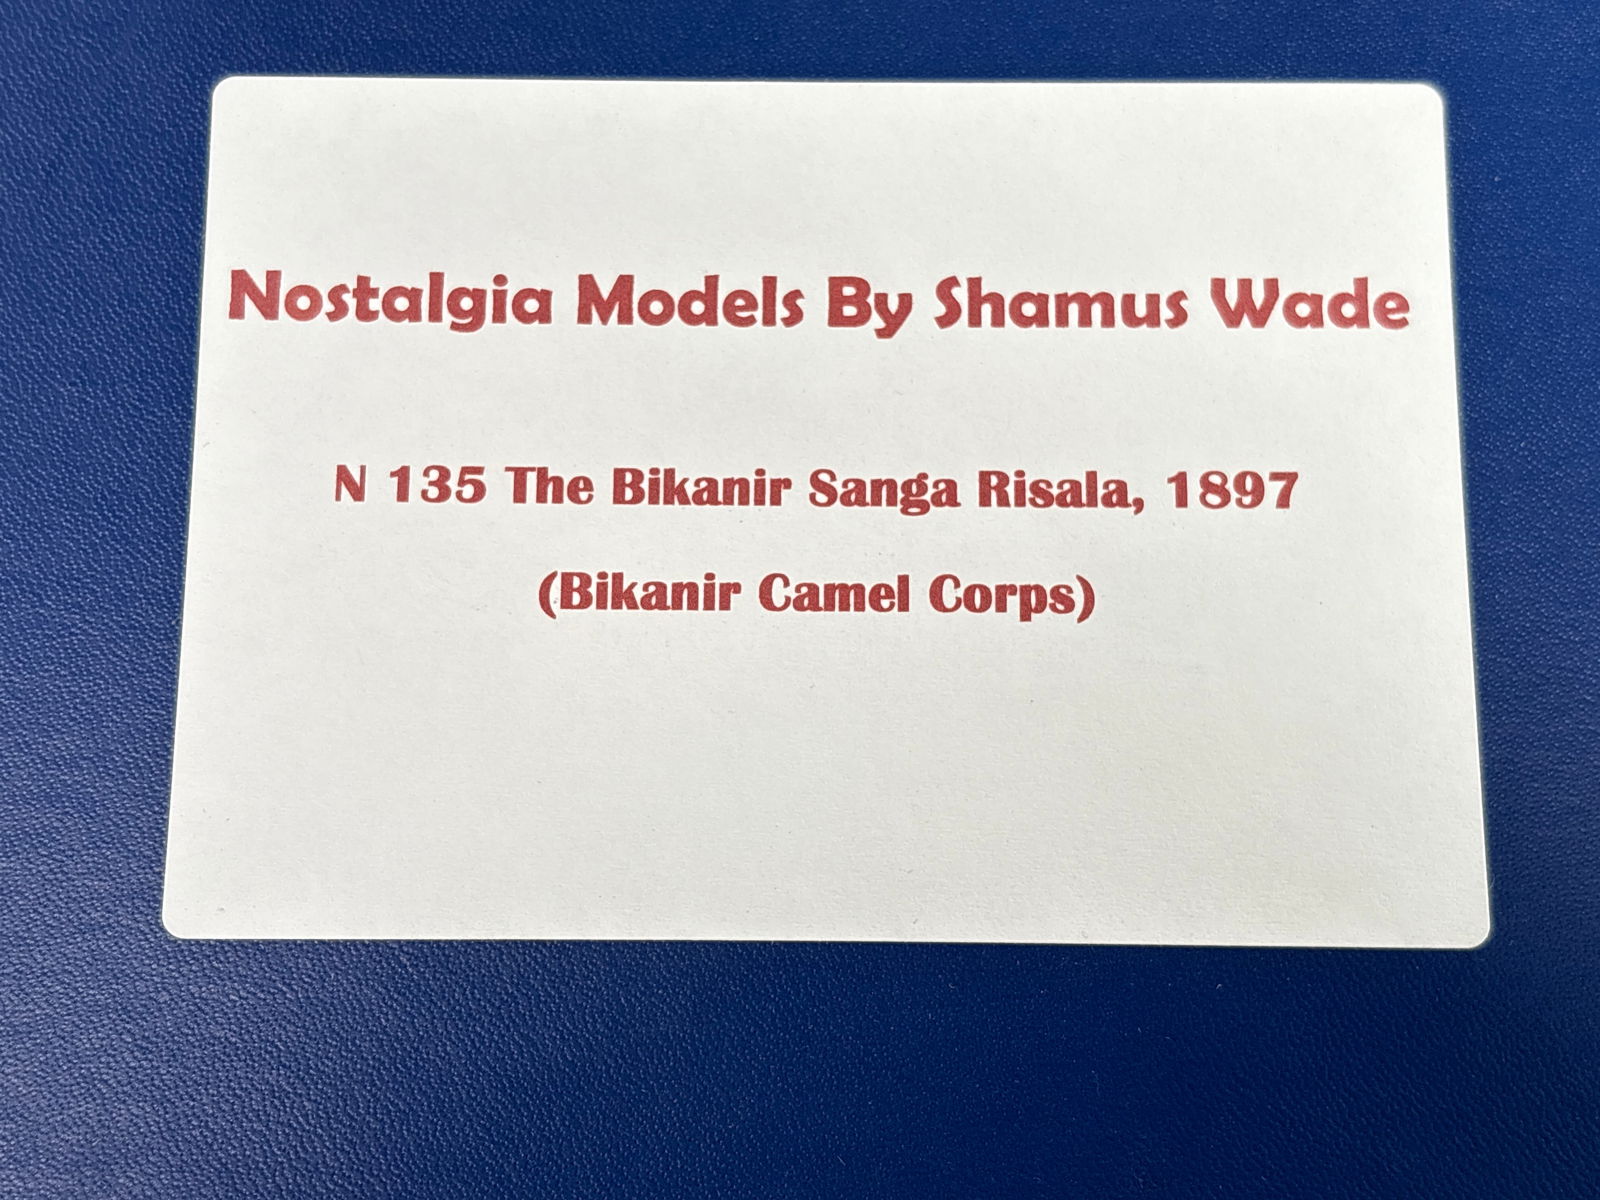 Nostalgia Models By Shamus Wade
N 135 The Bikanir Sanga Risala, 1897
(Bikanir Camel Corps)